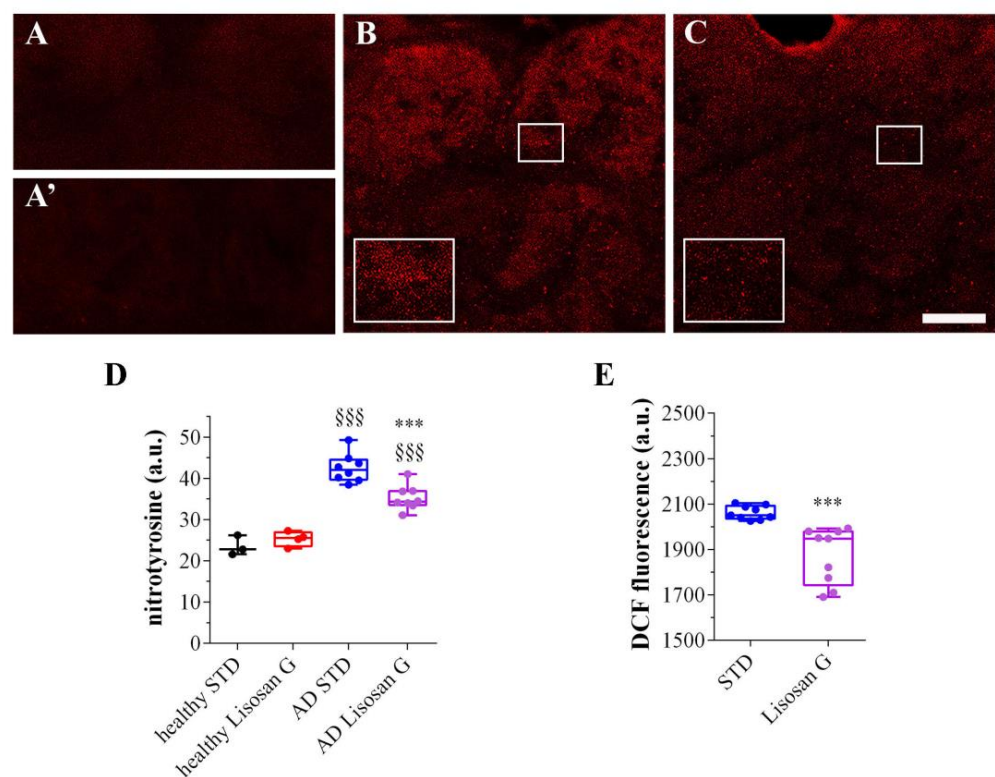 A
B
C
A’
D
E
§§§
***
§§§
nitrotyrosine (a.u.)
50
40
30
20
10
0
healthy STD
healthy Lisosan G
AD STD
AD Lisosan G
DCF fluorescence (a.u.)
2500
2300
2100
1900
1700
1500
***
STD
Lisosan G